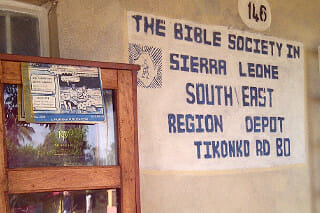 146
THE BIBLE SOCIETY IN
SIERRA LEONE
SOUTH EAST
REGION DEPOT
TIKONKO RD BO